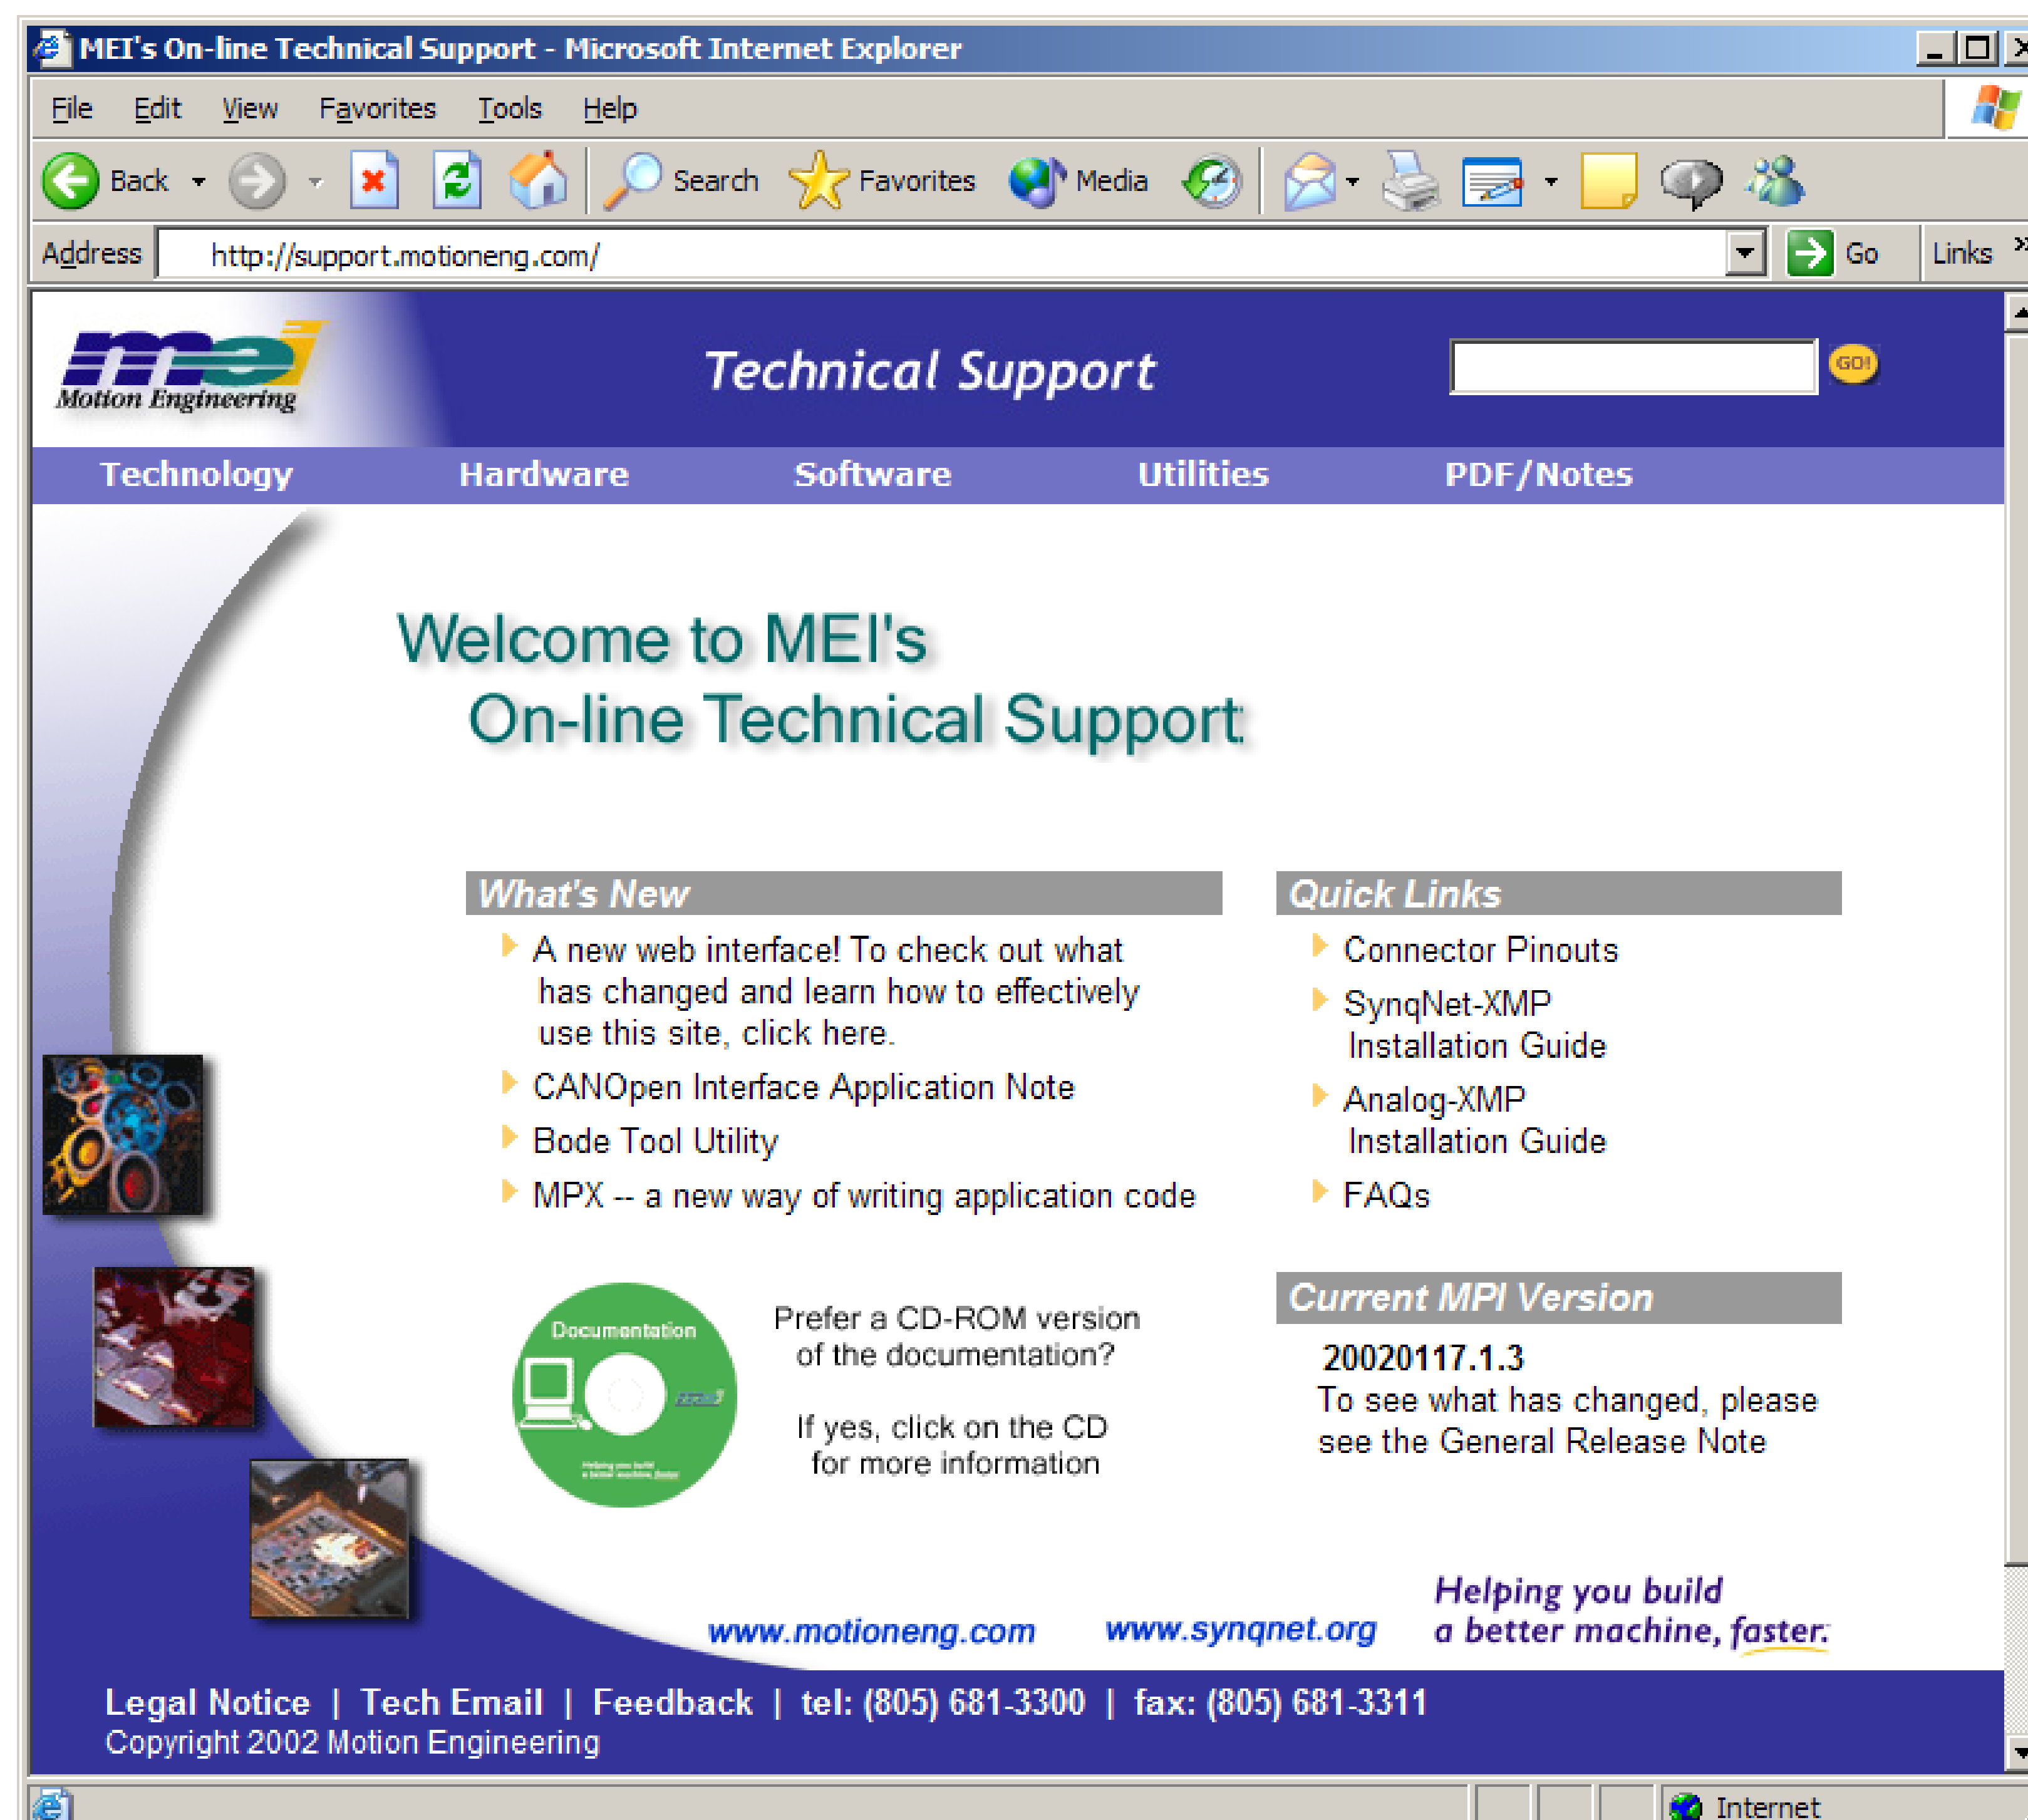 MEI's On-line Technical Support - Microsoft Internet Explorer
File Edit View Favorites Tools Help
Back Search Favorites Media
Address http://support.motioneng.com/ Go Links »
mei
Motion Engineering
Technical Support
GO!
Technology Hardware Software Utilities PDF/Notes
Welcome to MEI's
On-line Technical Support
What's New
A new web interface! To check out what
has changed and learn how to effectively
use this site, click here.
CANOpen Interface Application Note
Bode Tool Utility
MPX -- a new way of writing application code
Quick Links
Connector Pinouts
SynqNet-XMP
Installation Guide
Analog-XMP
Installation Guide
FAQs
Documentation
mei
Helping you build
a better machine, faster.
Prefer a CD-ROM version
of the documentation?
If yes, click on the CD
for more information
Current MPI Version
20020117.1.3
To see what has changed, please
see the General Release Note
www.motioneng.com www.synqnet.org
Helping you build
a better machine, faster.
Legal Notice | Tech Email | Feedback | tel: (805) 681-3300 | fax: (805) 681-3311
Copyright 2002 Motion Engineering
Internet